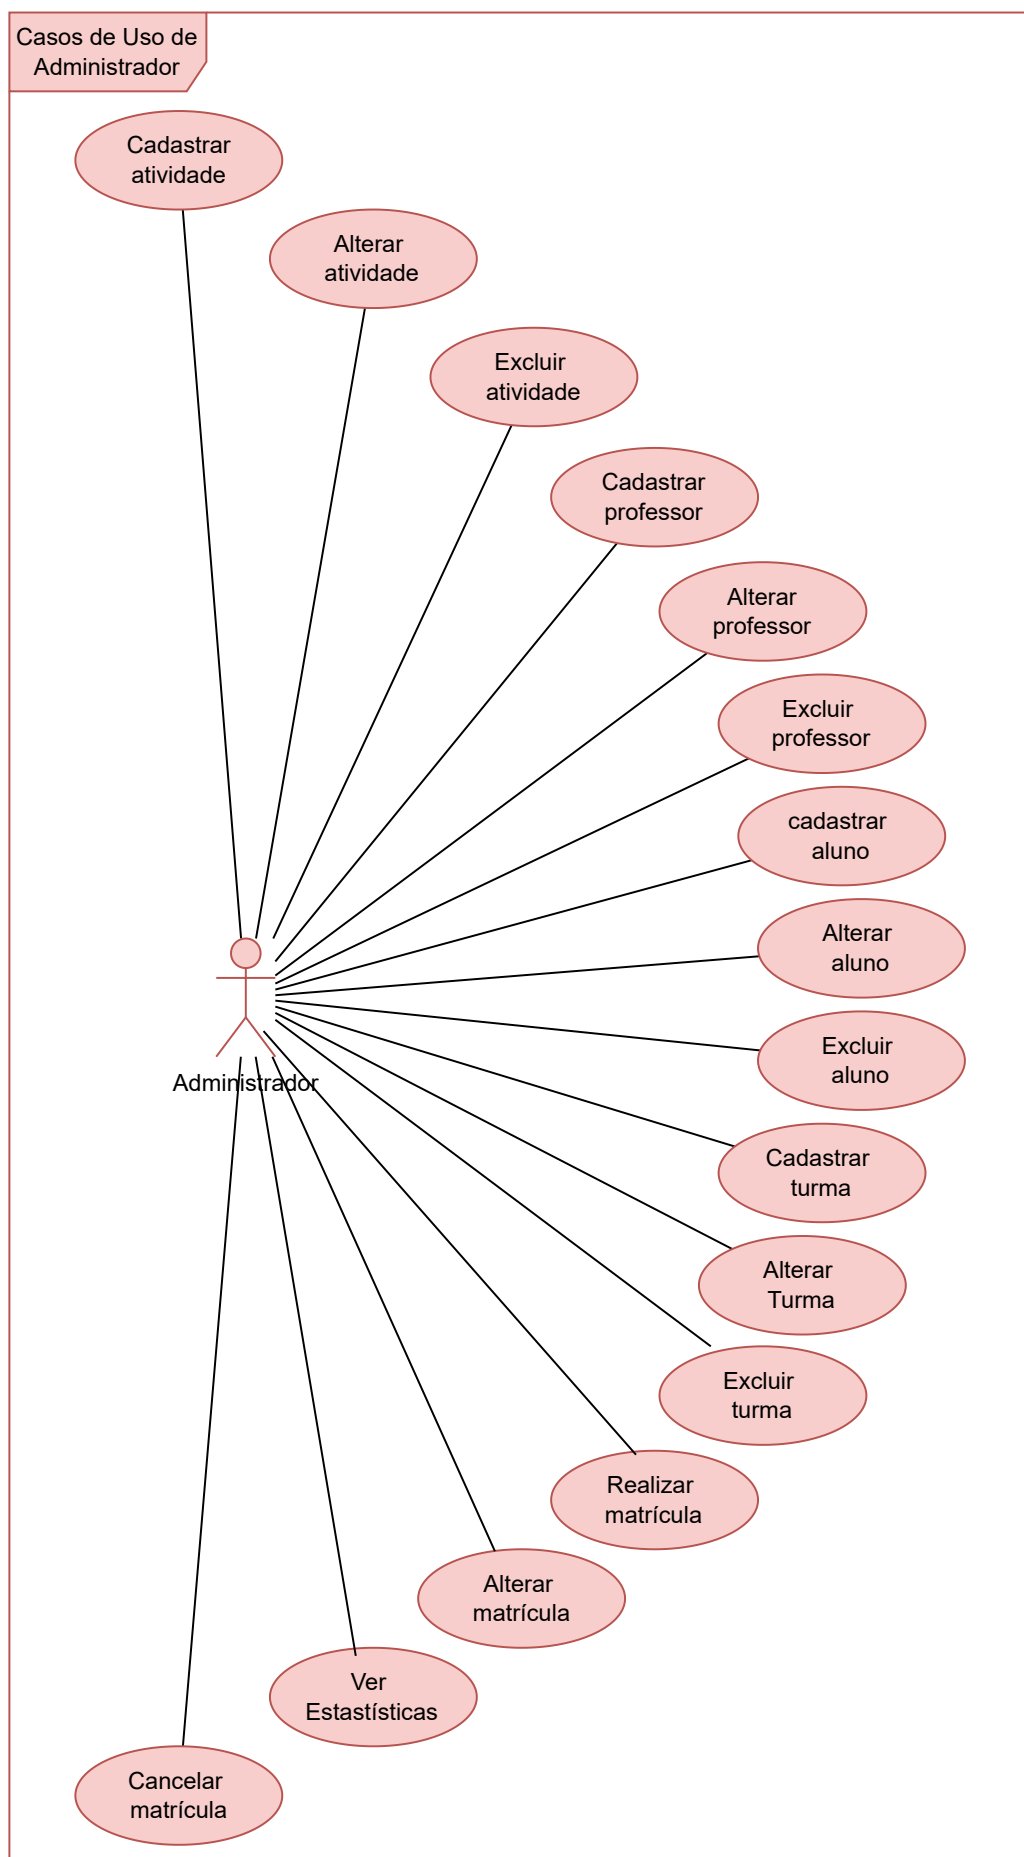 Casos de Uso de
Administrador
Cadastrar
atividade
Alterar
atividade
Excluir
atividade
Cadastrar
professor
Alterar
professor
Excluir
professor
cadastrar
aluno
Alterar
aluno
Excluir
aluno
Administrador
Cadastrar
turma
Alterar
Turma
Excluir
turma
Realizar
matrícula
Alterar
matrícula
Ver
Estastísticas
Cancelar
matrícula